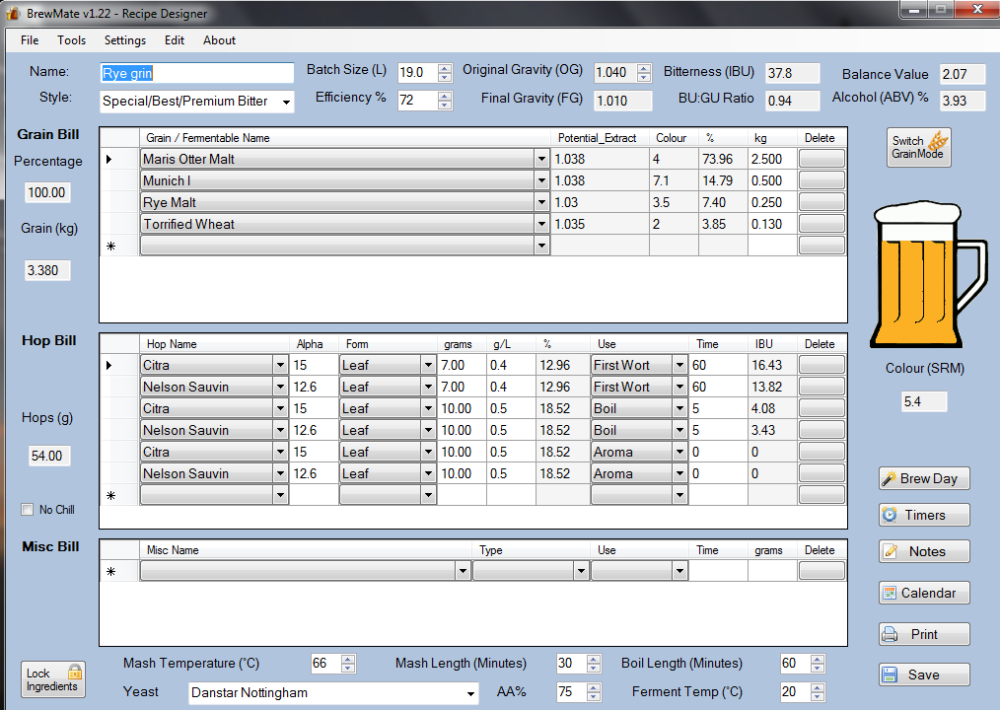 BrewMate v1.22 - Recipe Designer
File Tools Settings Edit About
Name: Rye grin Batch Size (L) 19.0 Original Gravity (OG) 1.040 Bitterness (IBU) 37.8 Balance Value 2.07
Style: Special/Best/Premium Bitter Efficiency % 72 Final Gravity (FG) 1.010 BU:GU Ratio 0.94 Alcohol (ABV) % 3.93
Grain Bill
Percentage
100.00
Grain (kg)
3.380
Grain / Fermentable Name Potential_Extract Colour % kg Delete
Maris Otter Malt 1.038 4 73.96 2.500
Munich I 1.038 7.1 14.79 0.500
Rye Malt 1.03 3.5 7.40 0.250
Torrified Wheat 1.035 2 3.85 0.130
Switch
GrainMode
Colour (SRM)
5.4
Hop Bill
Hops (g)
54.00
No Chill
Hop Name Alpha Form grams g/L % Use Time IBU Delete
Citra 15 Leaf 7.00 0.4 12.96 First Wort 60 16.43
Nelson Sauvin 12.6 Leaf 7.00 0.4 12.96 First Wort 60 13.82
Citra 15 Leaf 10.00 0.5 18.52 Boil 5 4.08
Nelson Sauvin 12.6 Leaf 10.00 0.5 18.52 Boil 5 3.43
Citra 15 Leaf 10.00 0.5 18.52 Aroma 0 0
Nelson Sauvin 12.6 Leaf 10.00 0.5 18.52 Aroma 0 0
Misc Bill
Misc Name Type Use Time grams Delete
Brew Day
Timers
Notes
Calendar
Print
Save
Lock
Ingredients
Mash Temperature (°C) 66 Mash Length (Minutes) 30 Boil Length (Minutes) 60
Yeast Danstar Nottingham AA% 75 Ferment Temp (°C) 20